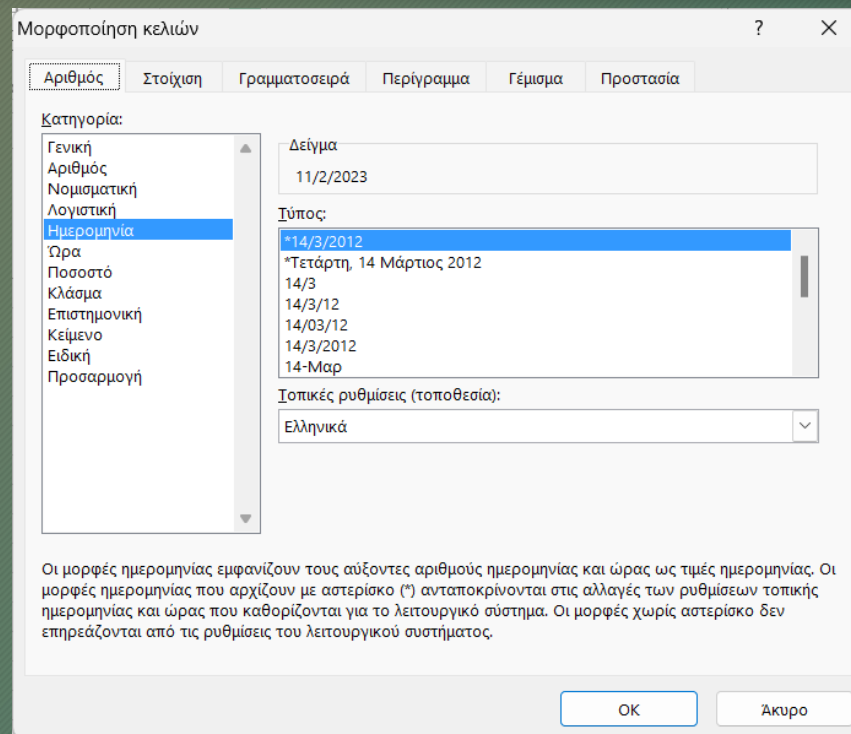 Μορφοποίηση κελιών
?
Αριθμός Στοίχιση Γραμματοσειρά Περίγραμμα Γέμισμα Προστασία
Κατηγορία:
Γενική
Αριθμός
Νομισματική
Λογιστική
Ημερομηνία
Ώρα
Ποσοστό
Κλάσμα
Επιστημονική
Κείμενο
Ειδική
Προσαρμογή
Δείγμα
11/2/2023
Τύπος:
*14/3/2012
*Τετάρτη, 14 Μάρτιος 2012
14/3
14/3/12
14/03/12
14/3/2012
14-Μαρ
Τοπικές ρυθμίσεις (τοποθεσία):
Ελληνικά
Οι μορφές ημερομηνίας εμφανίζουν τους αύξοντες αριθμούς ημερομηνίας και ώρας ως τιμές ημερομηνίας. Οι
μορφές ημερομηνίας που αρχίζουν με αστερίσκο (*) ανταποκρίνονται στις αλλαγές των ρυθμίσεων τοπικής
ημερομηνίας και ώρας που καθορίζονται για το λειτουργικό σύστημα. Οι μορφές χωρίς αστερίσκο δεν
επηρεάζονται από τις ρυθμίσεις του λειτουργικού συστήματος.
OK
Άκυρο